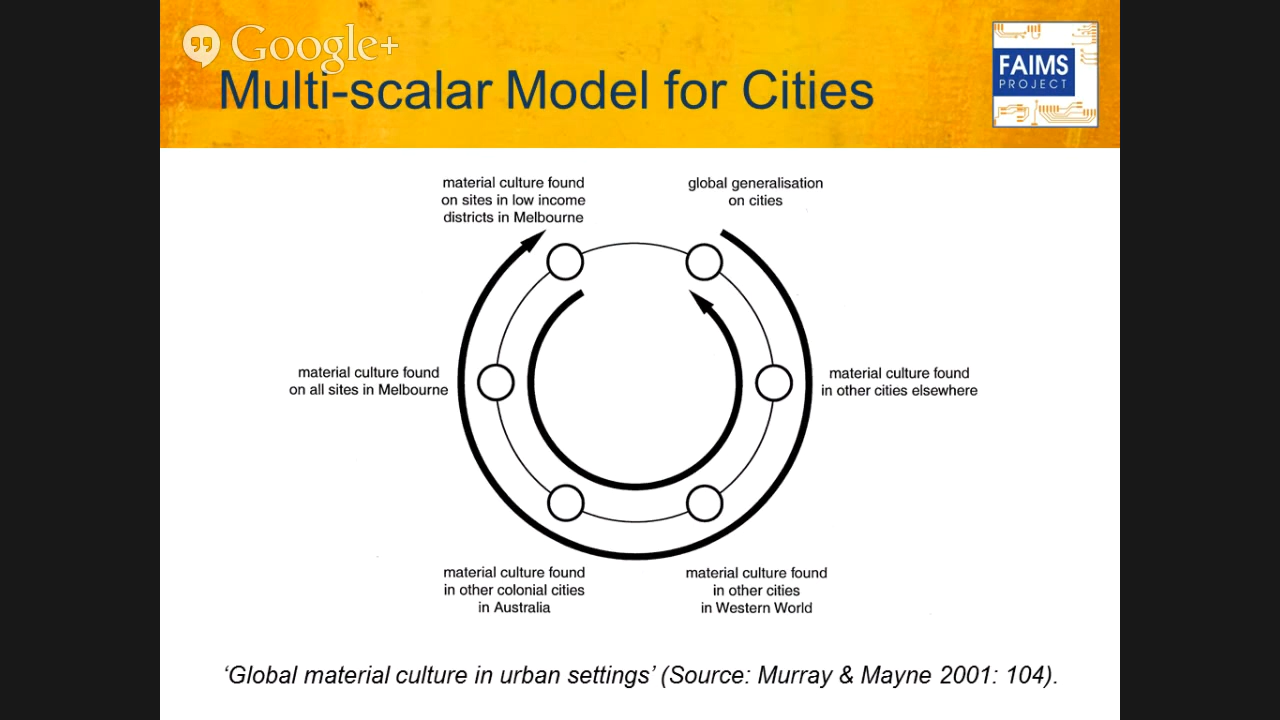 Google+
Multi-scalar Model for Cities
FAIMS
PROJECT
material culture found
on sites in low income
districts in Melbourne
global generalisation
on cities
material culture found
on all sites in Melbourne
material culture found
in other cities elsewhere
material culture found
in other colonial cities
in Australia
material culture found
in other cities
in Western World
‘Global material culture in urban settings’ (Source: Murray & Mayne 2001: 104).